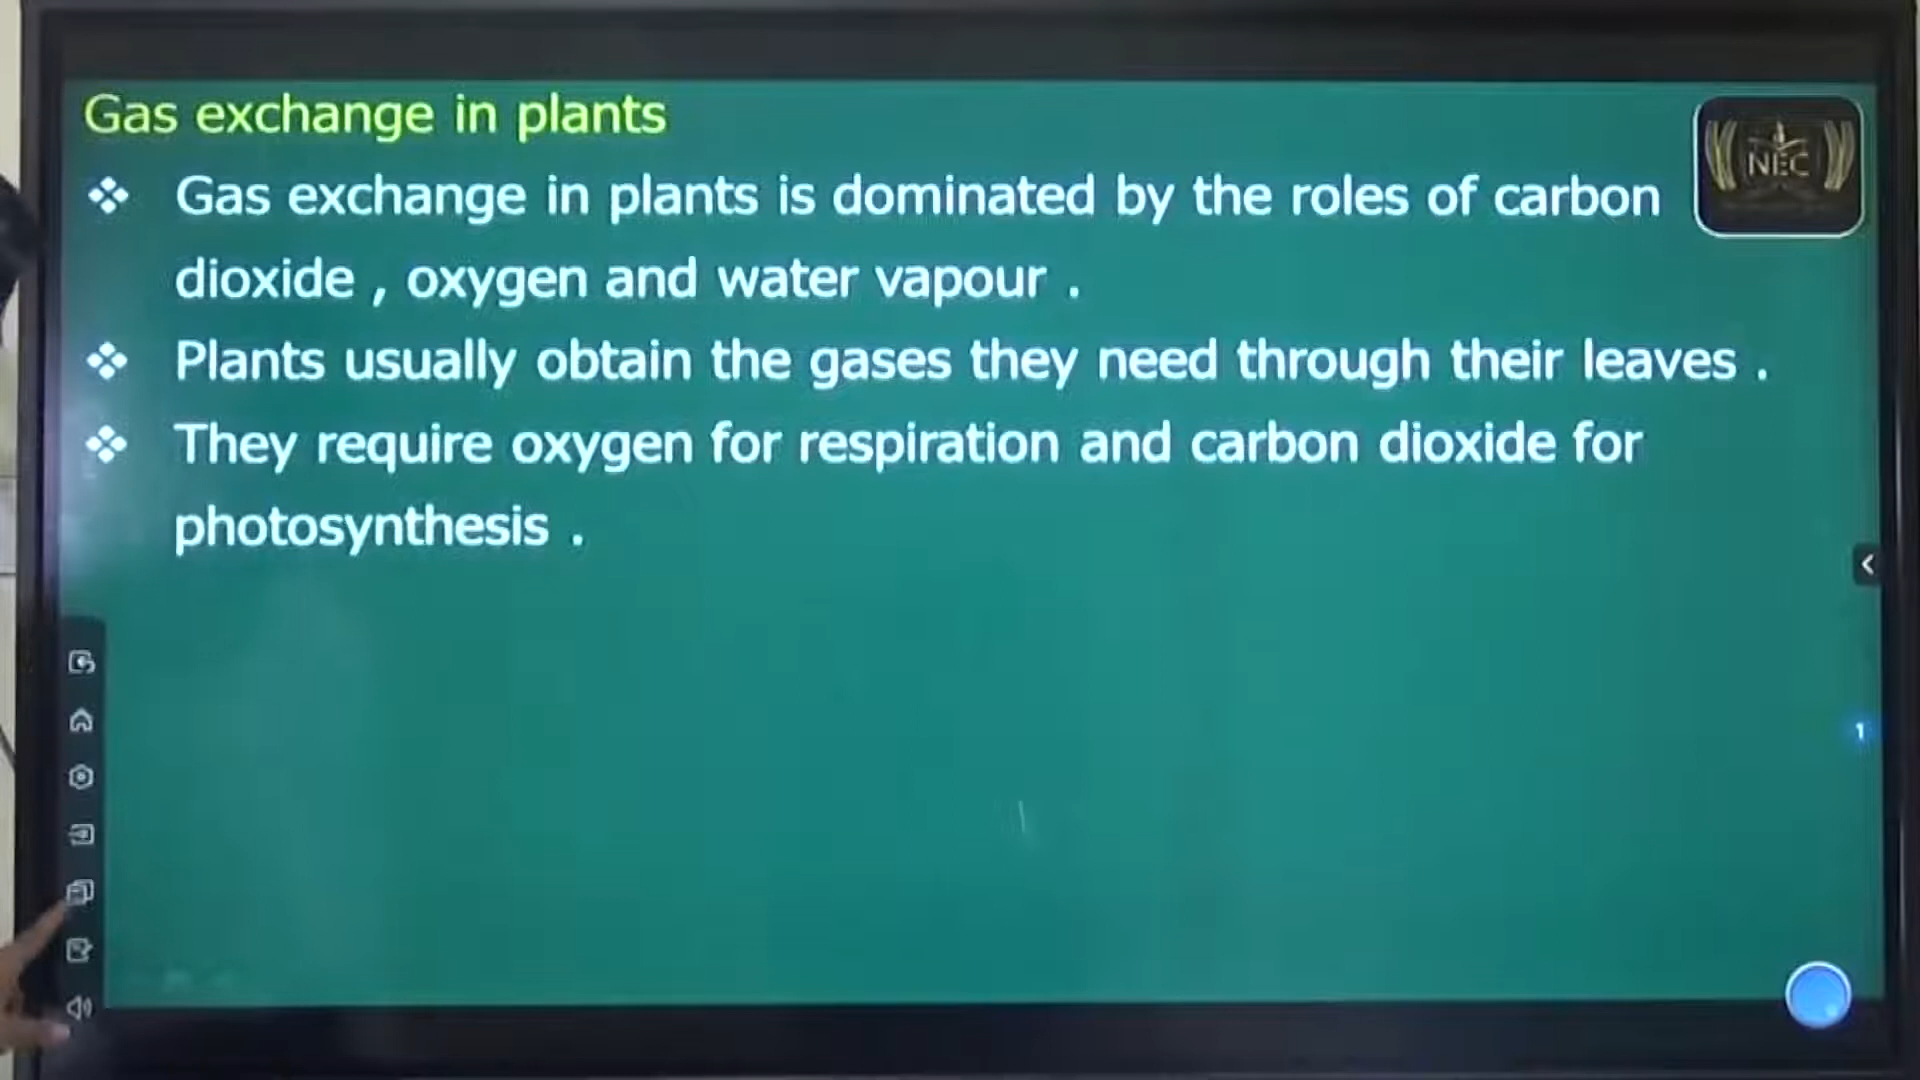 Gas exchange in plants
❖ Gas exchange in plants is dominated by the roles of carbon
dioxide , oxygen and water vapour .
❖ Plants usually obtain the gases they need through their leaves .
❖ They require oxygen for respiration and carbon dioxide for
photosynthesis .
NEC
1